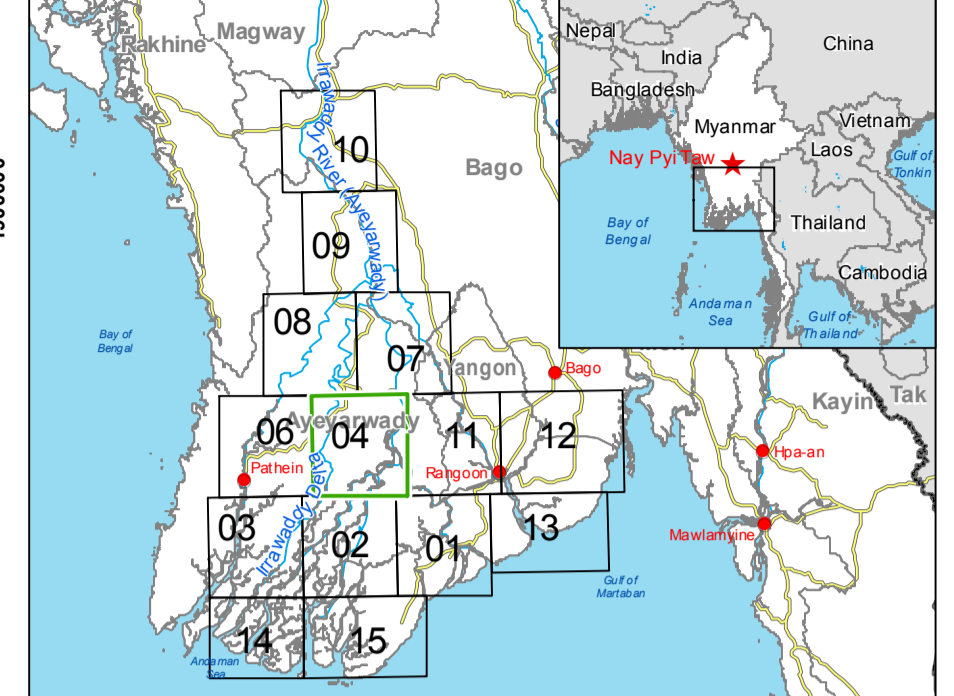 Rakhine
Magway
Nepal
China
India
Bangladesh
Myanmar
Vietnam
Nay Pyi Taw
Laos
Gulf of
Tonkin
Bay of
Bengal
Thailand
Cambodia
Andaman
Sea
Gulf of
Thailand
Irrawaddy River (Ayeyarwady)
10
Bago
09
Bay of
Bengal
08
07
Yangon
Bago
Kayin
Tak
Ayeyarwady
06
04
11
12
Pathein
Rangoon
Hpa-an
Irrawaddy Delta
03
02
01
13
Mawlamyine
Gulf of
Martaban
14
15
Andaman
Sea